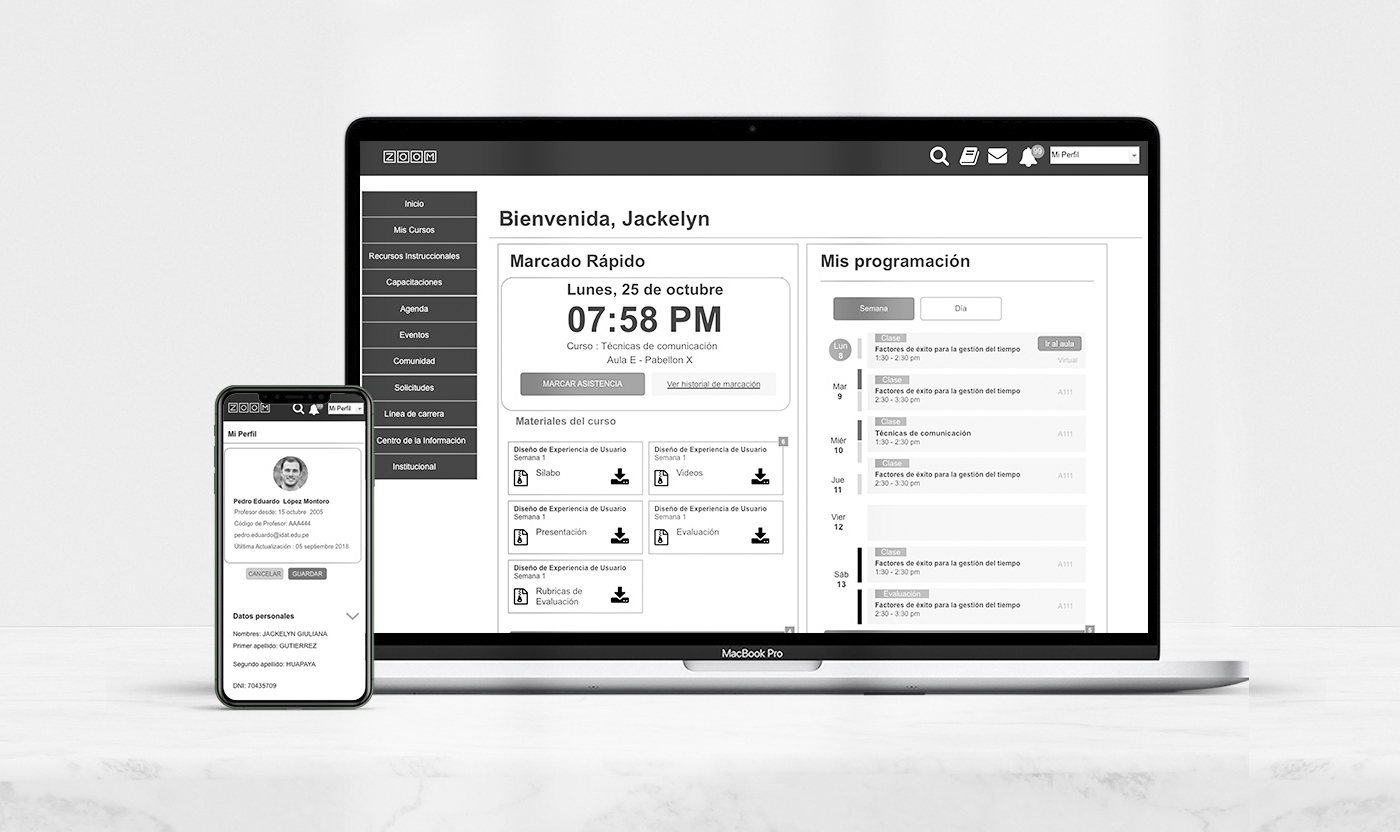 ZOOM
99
Mi Perfil
Inicio
Mis Cursos
Recursos Instruccionales
Capacitaciones
Agenda
Eventos
Comunidad
Solicitudes
Línea de carrera
Centro de la Información
Institucional
Bienvenida, Jackelyn
Marcado Rápido
Lunes, 25 de octubre
07:58 PM
Curso : Técnicas de comunicación
Aula E - Pabellon X
MARCAR ASISTENCIA
Ver historial de marcación
Materiales del curso
6
Diseño de Experiencia de Usuario
Semana 1
Silabo
Diseño de Experiencia de Usuario
Semana 1
Videos
Diseño de Experiencia de Usuario
Semana 1
Presentación
Diseño de Experiencia de Usuario
Semana 1
Evaluación
Diseño de Experiencia de Usuario
Semana 1
Rubricas de
Evaluación
Mis programación
Semana
Día
Lun
8
Clase
Factores de éxito para la gestión del tiempo
1:30 - 2:30 pm
Ir al aula
Virtual
Mar
9
Clase
Factores de éxito para la gestión del tiempo
2:30 - 3:30 pm
A111
Miér
10
Clase
Técnicas de comunicación
1:30 - 2:30 pm
A111
Jue
11
Clase
Factores de éxito para la gestión del tiempo
2:30 - 3:30 pm
A111
Vier
12
Sáb
13
Clase
Factores de éxito para la gestión del tiempo
1:30 - 2:30 pm
A111
Evaluación
Factores de éxito para la gestión del tiempo
2:30 - 3:30 pm
A111
MacBook Pro
ZOOM
Mi Perfil
Mi Perfil
Pedro Eduardo López Montoro
Profesor desde: 15 octubre 2005
Código de Profesor: AAA444
pedro.eduardo@idat.edu.pe
Útiltima Actualización : 05 septiembre 2018
CANCELAR
GUARDAR
Datos personales
Nombres: JACKELYN GIULIANA
Primer apellido: GUTIERREZ
Segundo apellido: HUAPAYA
DNI: 70435709